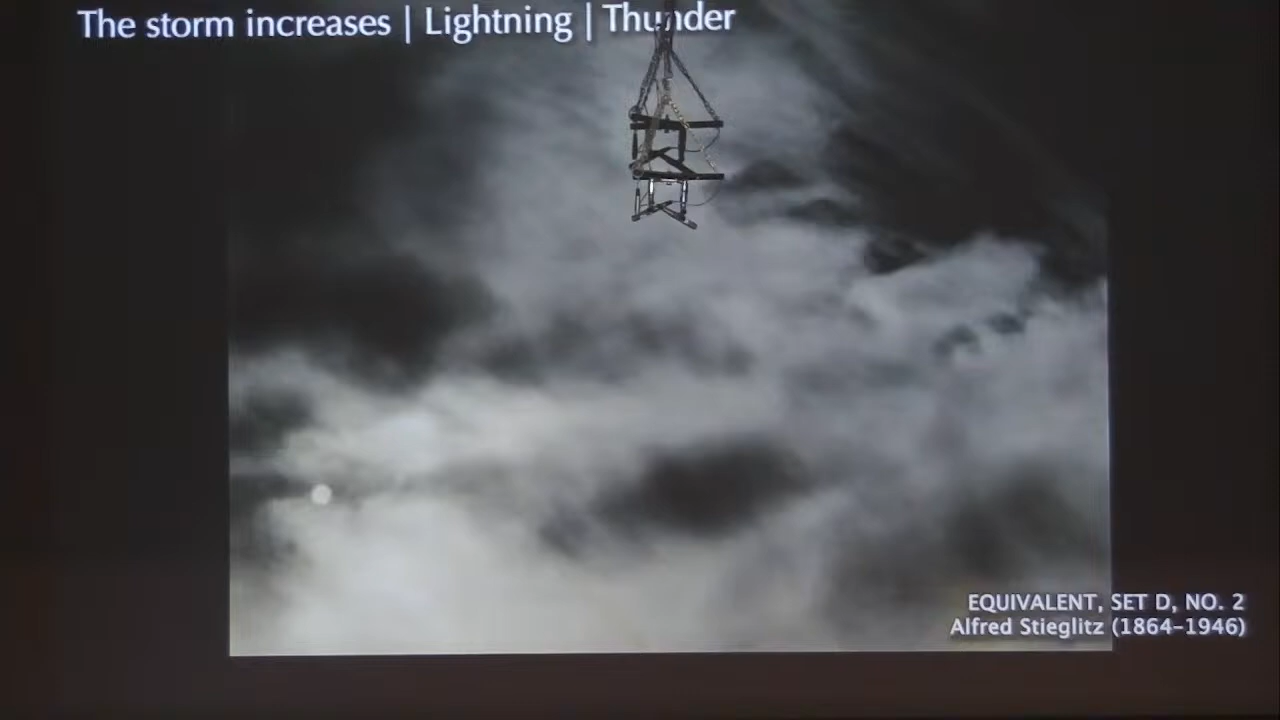 The storm increases | Lightning | Thunder
EQUIVALENT, SET D, NO. 2
Alfred Stieglitz (1864–1946)